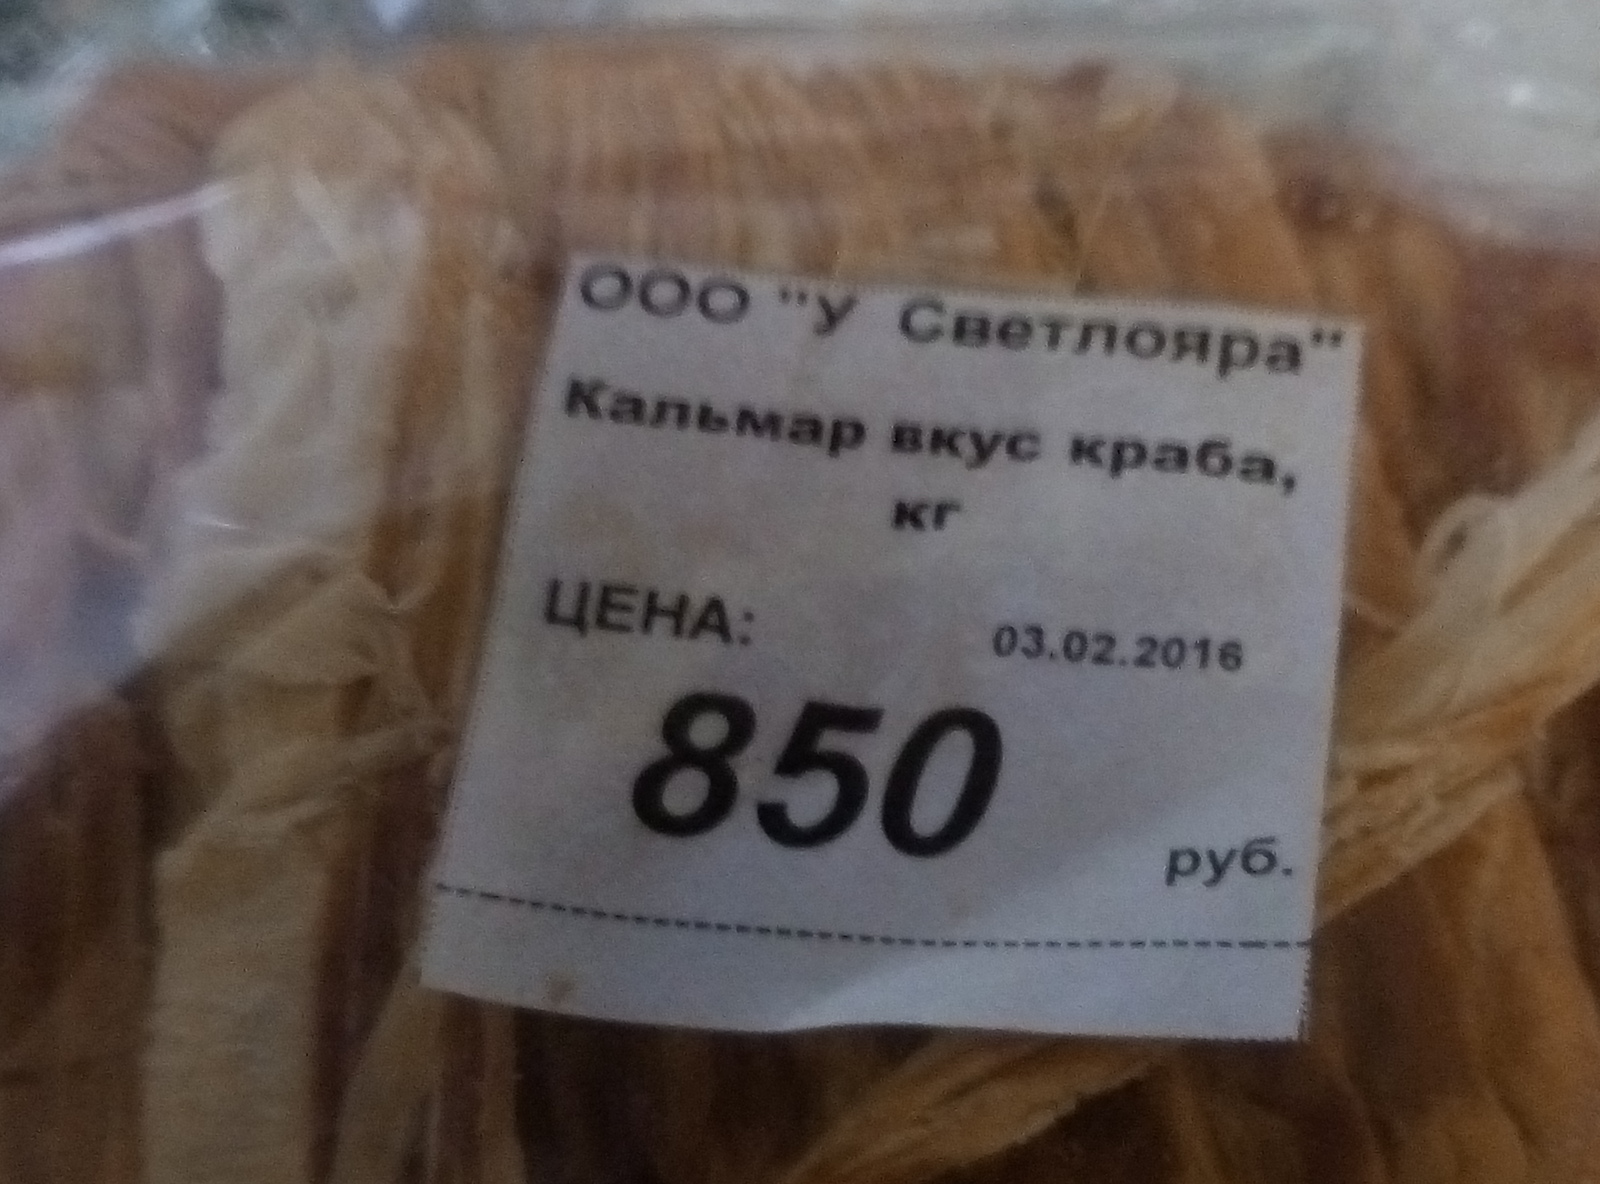 ООО "У Светлояра"
Кальмар вкус краба,
кг
ЦЕНА:
03.02.2016
850
руб.